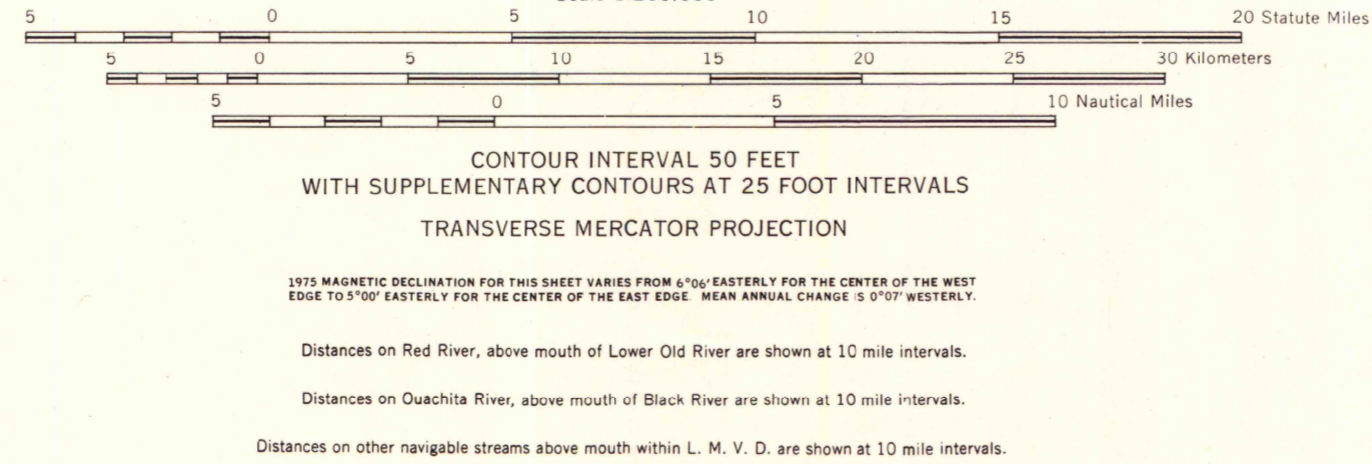 5 0 5 10 15 20 Statute Miles
5 0 5 10 15 20 25 30 Kilometers
5 0 5 10 Nautical Miles
CONTOUR INTERVAL 50 FEET
WITH SUPPLEMENTARY CONTOURS AT 25 FOOT INTERVALS
TRANSVERSE MERCATOR PROJECTION
1975 MAGNETIC DECLINATION FOR THIS SHEET VARIES FROM 6°06' EASTERLY FOR THE CENTER OF THE WEST
EDGE TO 5°00' EASTERLY FOR THE CENTER OF THE EAST EDGE. MEAN ANNUAL CHANGE IS 0°07' WESTERLY.
Distances on Red River, above mouth of Lower Old River are shown at 10 mile intervals.
Distances on Ouachita River, above mouth of Black River are shown at 10 mile intervals.
Distances on other navigable streams above mouth within L. M. V. D. are shown at 10 mile intervals.